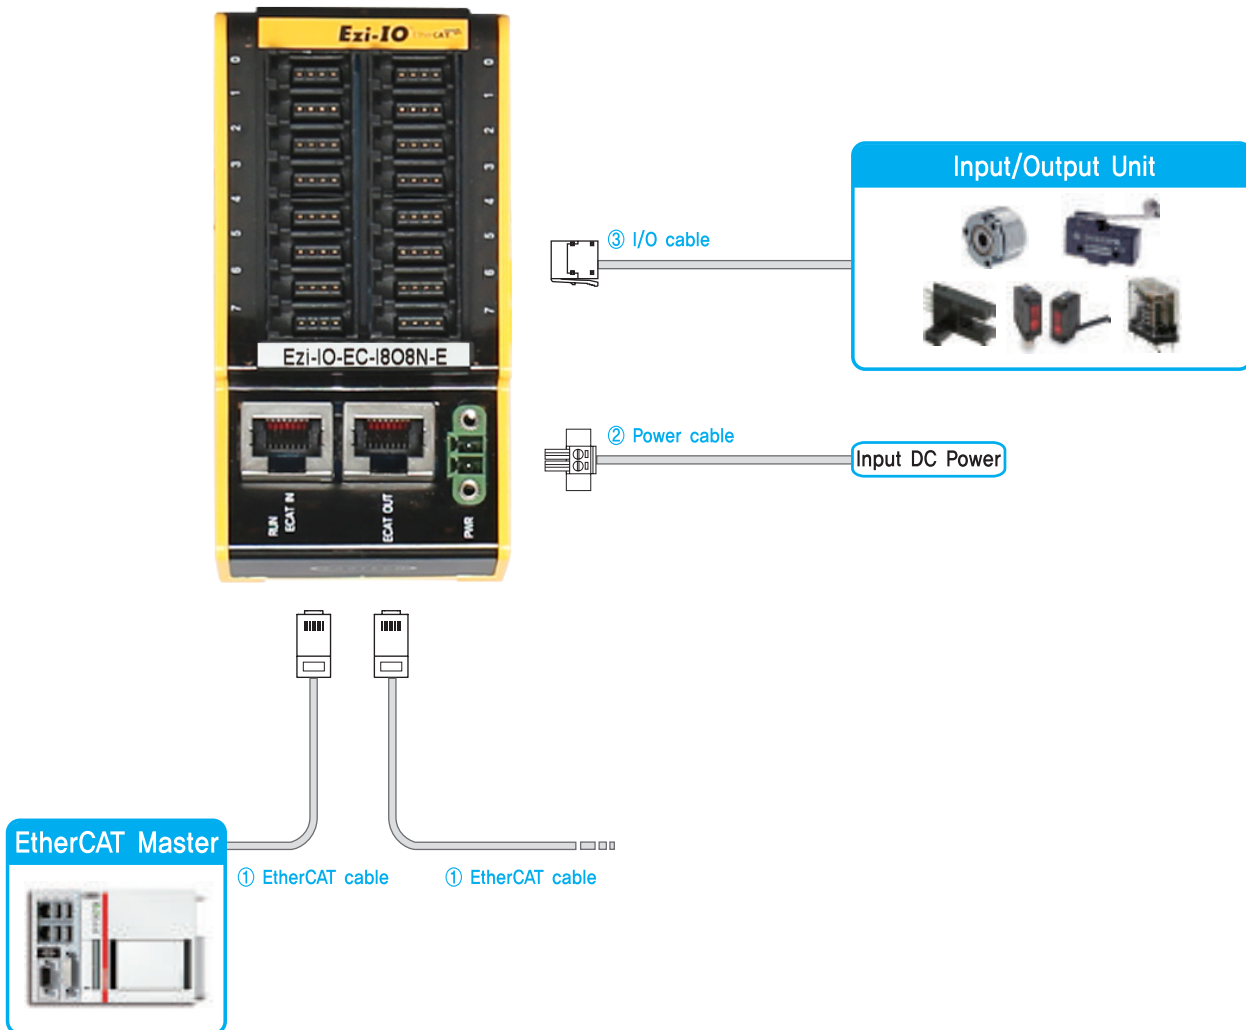 Ezi-IO EtherCAT
0 0
1 1
2 2
3 3
4 4
5 5
6 6
7 7
Ezi-IO-EC-I8O8N-E
RUN
ECAT IN
ECAT OUT
PWR
Input/Output Unit
③ I/O cable
② Power cable
Input DC Power
EtherCAT Master
① EtherCAT cable
① EtherCAT cable